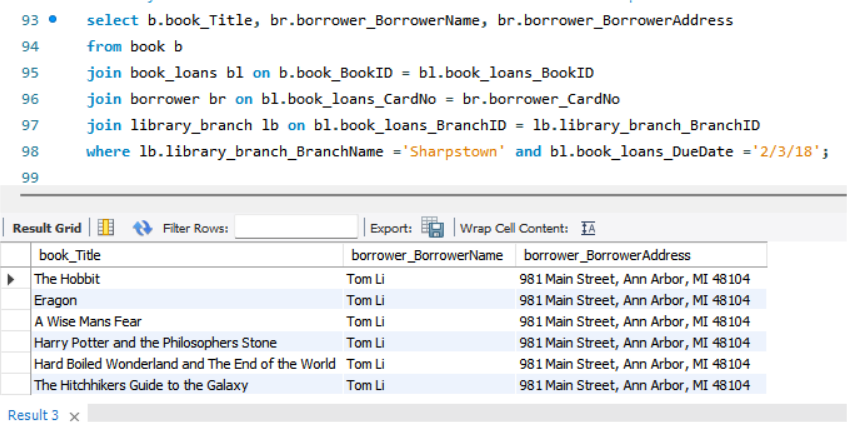 93 select b.book_Title, br.borrower_BorrowerName, br.borrower_BorrowerAddress
94 from book b
95 join book_loans bl on b.book_BookID = bl.book_loans_BookID
96 join borrower br on bl.book_loans_CardNo = br.borrower_CardNo
97 join library_branch lb on bl.book_loans_BranchID = lb.library_branch_BranchID
98 where lb.library_branch_BranchName ='Sharpstown' and bl.book_loans_DueDate ='2/3/18';
99
Result Grid Filter Rows: Export: Wrap Cell Content:
book_Title borrower_BorrowerName borrower_BorrowerAddress
The Hobbit Tom Li 981 Main Street, Ann Arbor, MI 48104
Eragon Tom Li 981 Main Street, Ann Arbor, MI 48104
A Wise Mans Fear Tom Li 981 Main Street, Ann Arbor, MI 48104
Harry Potter and the Philosophers Stone Tom Li 981 Main Street, Ann Arbor, MI 48104
Hard Boiled Wonderland and The End of the World Tom Li 981 Main Street, Ann Arbor, MI 48104
The Hitchhikers Guide to the Galaxy Tom Li 981 Main Street, Ann Arbor, MI 48104
Result 3